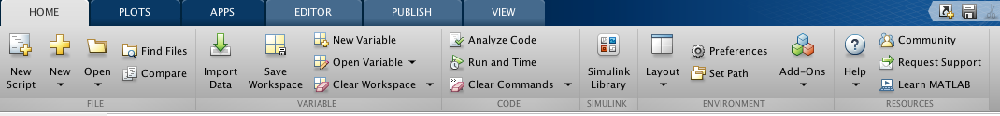 HOME PLOTS APPS EDITOR PUBLISH VIEW
New Script
New
Open
Find Files
Compare
FILE
Import Data
Save Workspace
New Variable
Open Variable
Clear Workspace
VARIABLE
Analyze Code
Run and Time
Clear Commands
CODE
Simulink Library
SIMULINK
Layout
Preferences
Set Path
Add-Ons
ENVIRONMENT
Help
Community
Request Support
Learn MATLAB
RESOURCES